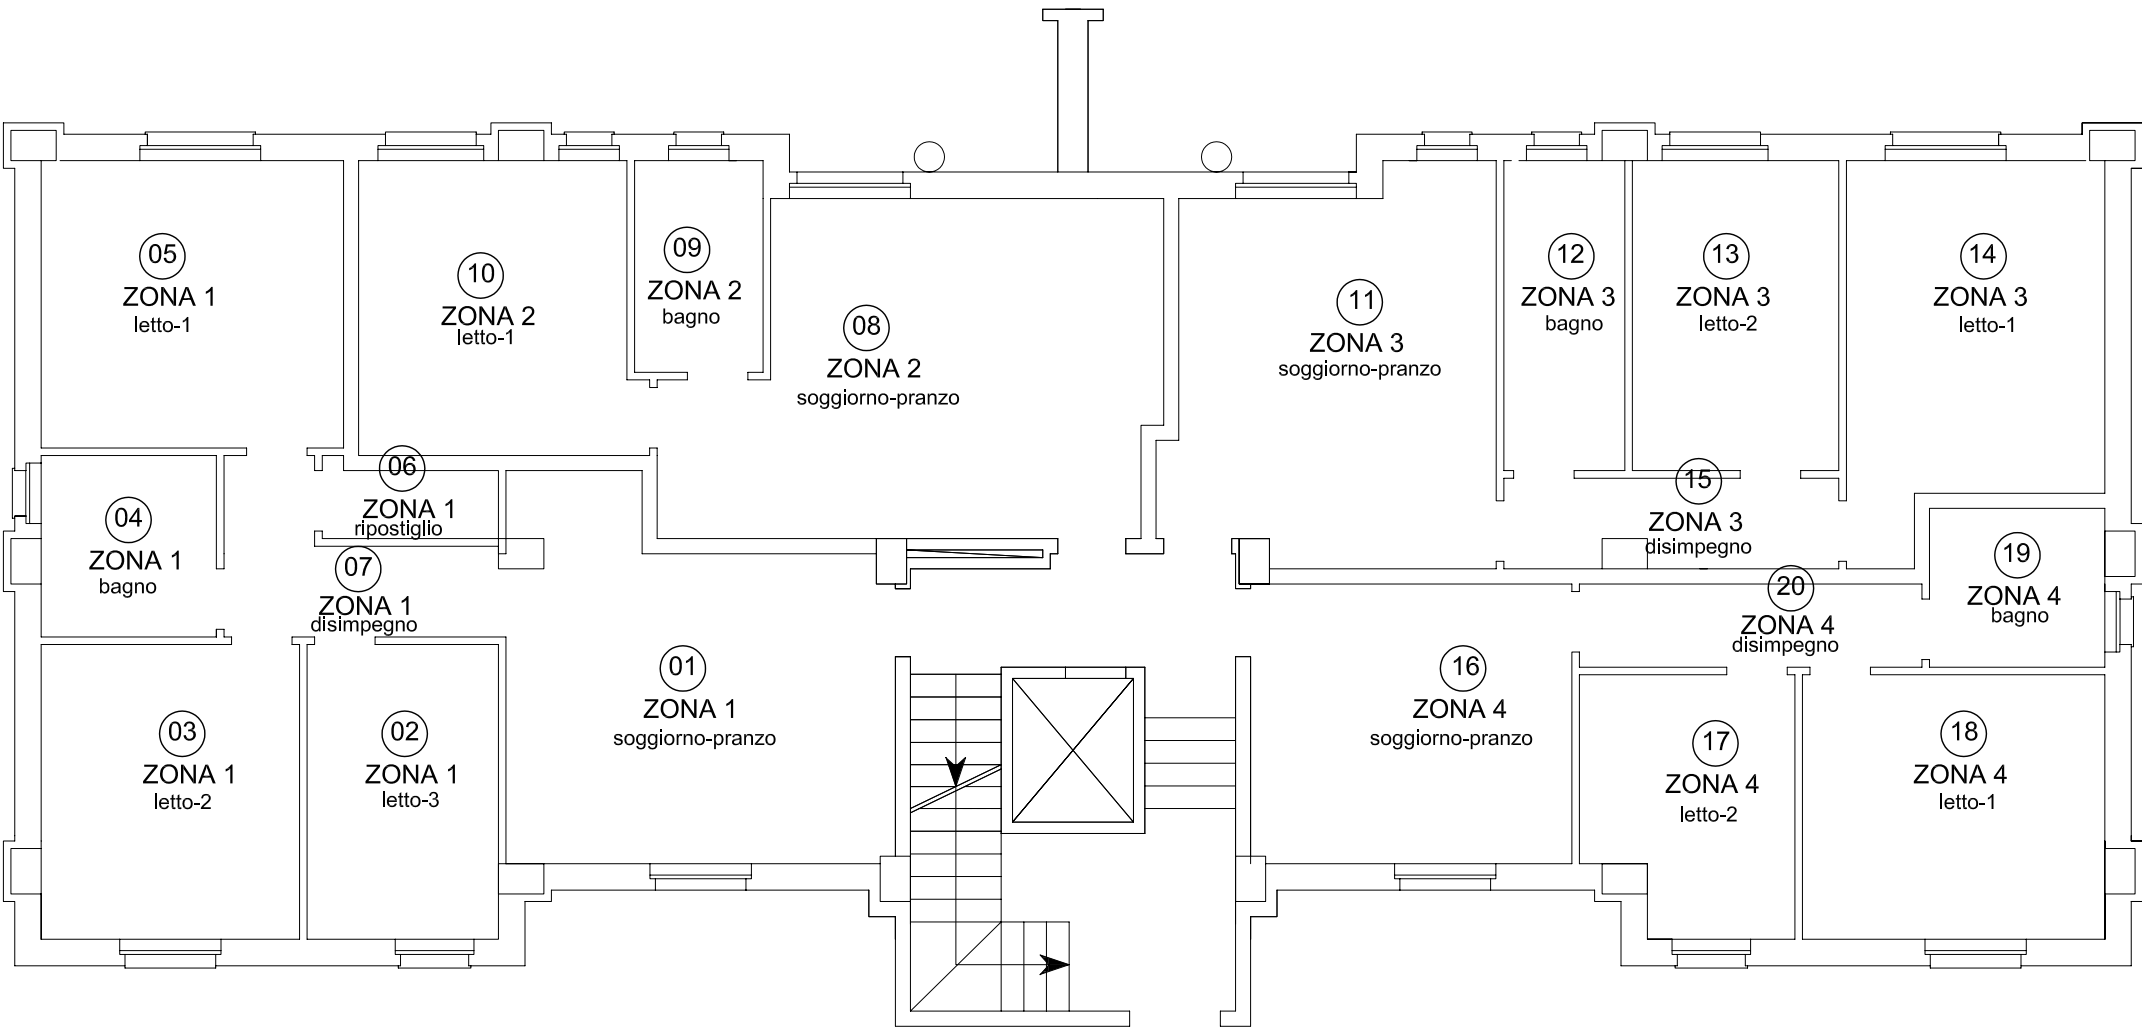 05
ZONA 1
letto-1
10
ZONA 2
letto-1
09
ZONA 2
bagno
08
ZONA 2
soggiorno-pranzo
11
ZONA 3
soggiorno-pranzo
12
ZONA 3
bagno
13
ZONA 3
letto-2
14
ZONA 3
letto-1
04
ZONA 1
bagno
06
ZONA 1
ripostiglio
07
ZONA 1
disimpegno
15
ZONA 3
disimpegno
20
ZONA 4
disimpegno
19
ZONA 4
bagno
03
ZONA 1
letto-2
02
ZONA 1
letto-3
01
ZONA 1
soggiorno-pranzo
16
ZONA 4
soggiorno-pranzo
17
ZONA 4
letto-2
18
ZONA 4
letto-1